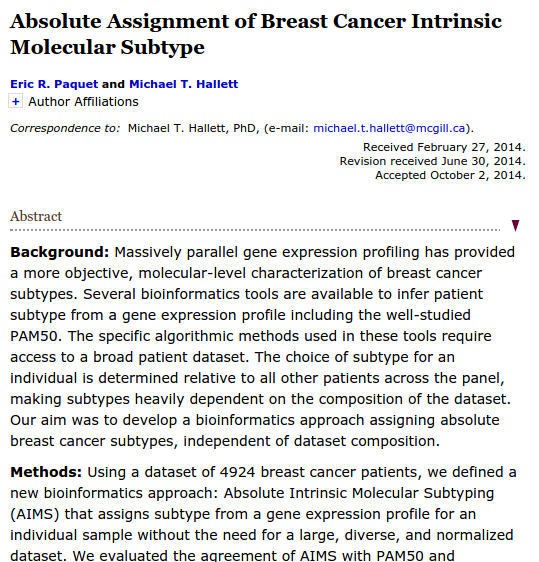 Absolute Assignment of Breast Cancer Intrinsic
Molecular Subtype
Eric R. Paquet and Michael T. Hallett
+ Author Affiliations
Correspondence to: Michael T. Hallett, PhD, (e-mail: michael.t.hallett@mcgill.ca).
Received February 27, 2014.
Revision received June 30, 2014.
Accepted October 2, 2014.
Abstract
Background: Massively parallel gene expression profiling has provided
a more objective, molecular-level characterization of breast cancer
subtypes. Several bioinformatics tools are available to infer patient
subtype from a gene expression profile including the well-studied
PAM50. The specific algorithmic methods used in these tools require
access to a broad patient dataset. The choice of subtype for an
individual is determined relative to all other patients across the panel,
making subtypes heavily dependent on the composition of the dataset.
Our aim was to develop a bioinformatics approach assigning absolute
breast cancer subtypes, independent of dataset composition.
Methods: Using a dataset of 4924 breast cancer patients, we defined a
new bioinformatics approach: Absolute Intrinsic Molecular Subtyping
(AIMS) that assigns subtype from a gene expression profile for an
individual sample without the need for a large, diverse, and normalized
dataset. We evaluated the agreement of AIMS with PAM50 and